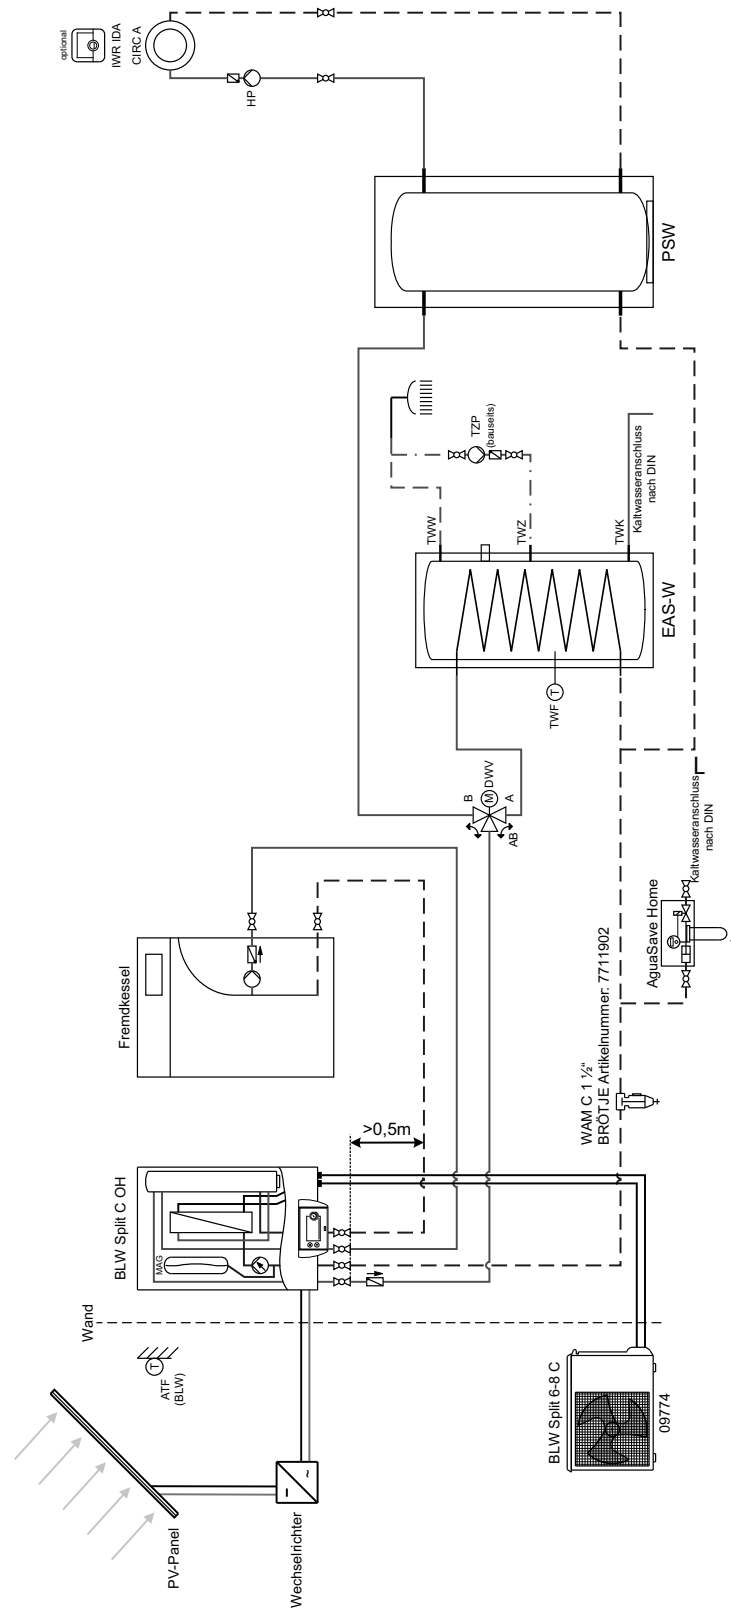 PV-Panel
Wechselrichter
ATF
(BLW)
T
Wand
BLW Split 6-8 C
09774
BLW Split C OH
MAG
>0,5m
Fremdkessel
WAM C 1 ½“
BRÖTJE Artikelnummer: 7711902
AguaSave Home
Kaltwasseranschluss
nach DIN
B
M
DWV
A
AB
TWF
T
EAS-W
TWW
TWZ
TWK
Kaltwasseranschluss
nach DIN
TZP
(bauseits)
PSW
HP
optional
IWR IDA
CIRC A